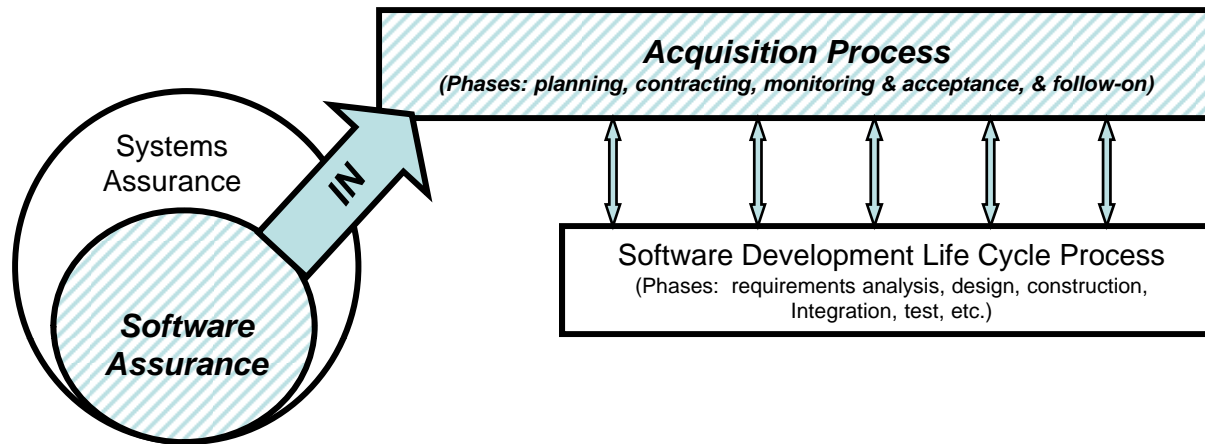 Acquisition Process
(Phases: planning, contracting, monitoring & acceptance, & follow-on)
Systems
Assurance
IN
Software Development Life Cycle Process
(Phases:  requirements analysis, design, construction,
Integration, test, etc.)
Software
Assurance